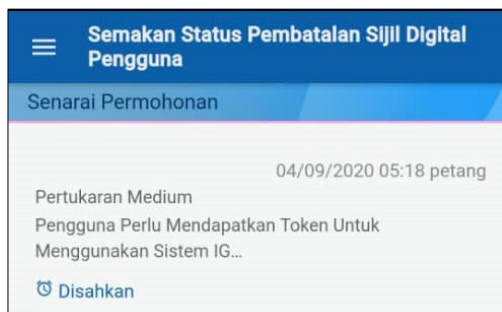 Semakan Status Pembatalan Sijil Digital
Pengguna
Senarai Permohonan
04/09/2020 05:18 petang
Pertukaran Medium
Pengguna Perlu Mendapatkan Token Untuk
Menggunakan Sistem IG...
Disahkan